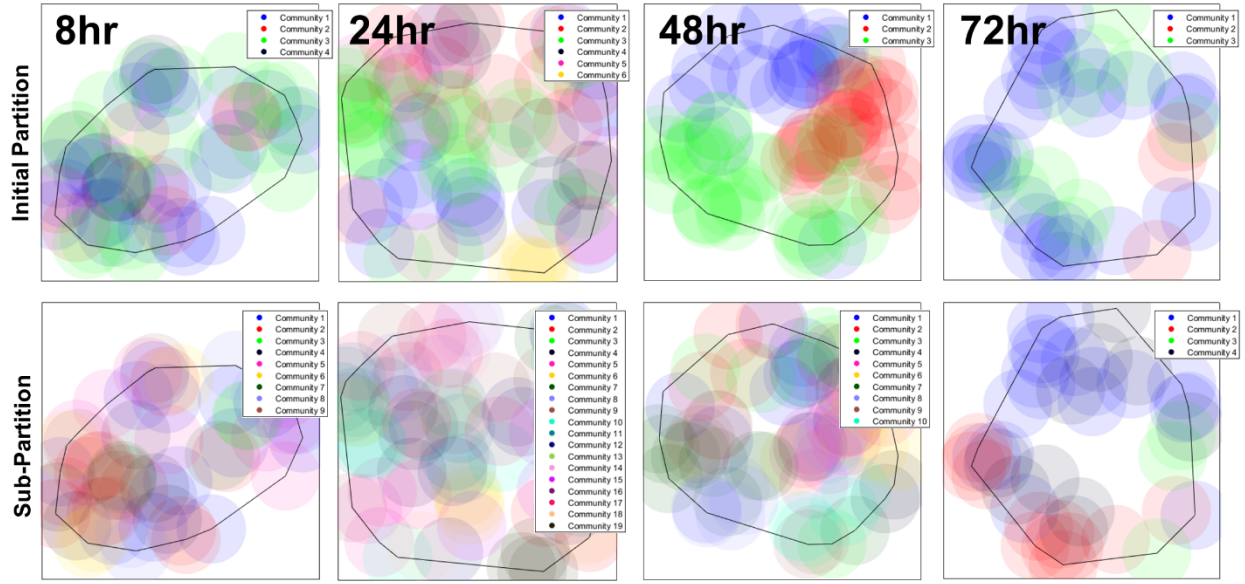 8hr
24hr
48hr
72hr
Initial Partition
Community 1
Community 2
Community 3
Community 4
Community 1
Community 2
Community 3
Community 4
Community 5
Community 6
Community 1
Community 2
Community 3
Community 1
Community 2
Community 3
Sub-Partition
Community 1
Community 2
Community 3
Community 4
Community 5
Community 6
Community 7
Community 8
Community 9
Community 1
Community 2
Community 3
Community 4
Community 5
Community 6
Community 7
Community 8
Community 9
Community 10
Community 11
Community 12
Community 13
Community 14
Community 15
Community 16
Community 17
Community 18
Community 19
Community 1
Community 2
Community 3
Community 4
Community 5
Community 6
Community 7
Community 8
Community 9
Community 10
Community 1
Community 2
Community 3
Community 4